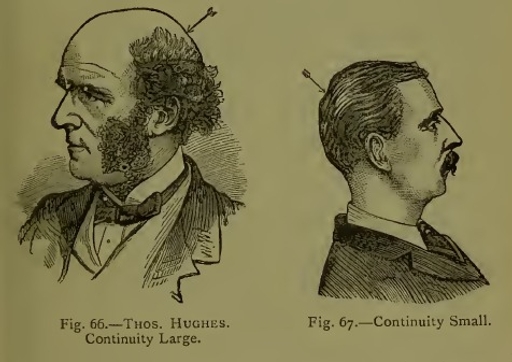 Fig. 66.—THOS. HUGHES.
Continuity Large.
Fig. 67.—Continuity Small.